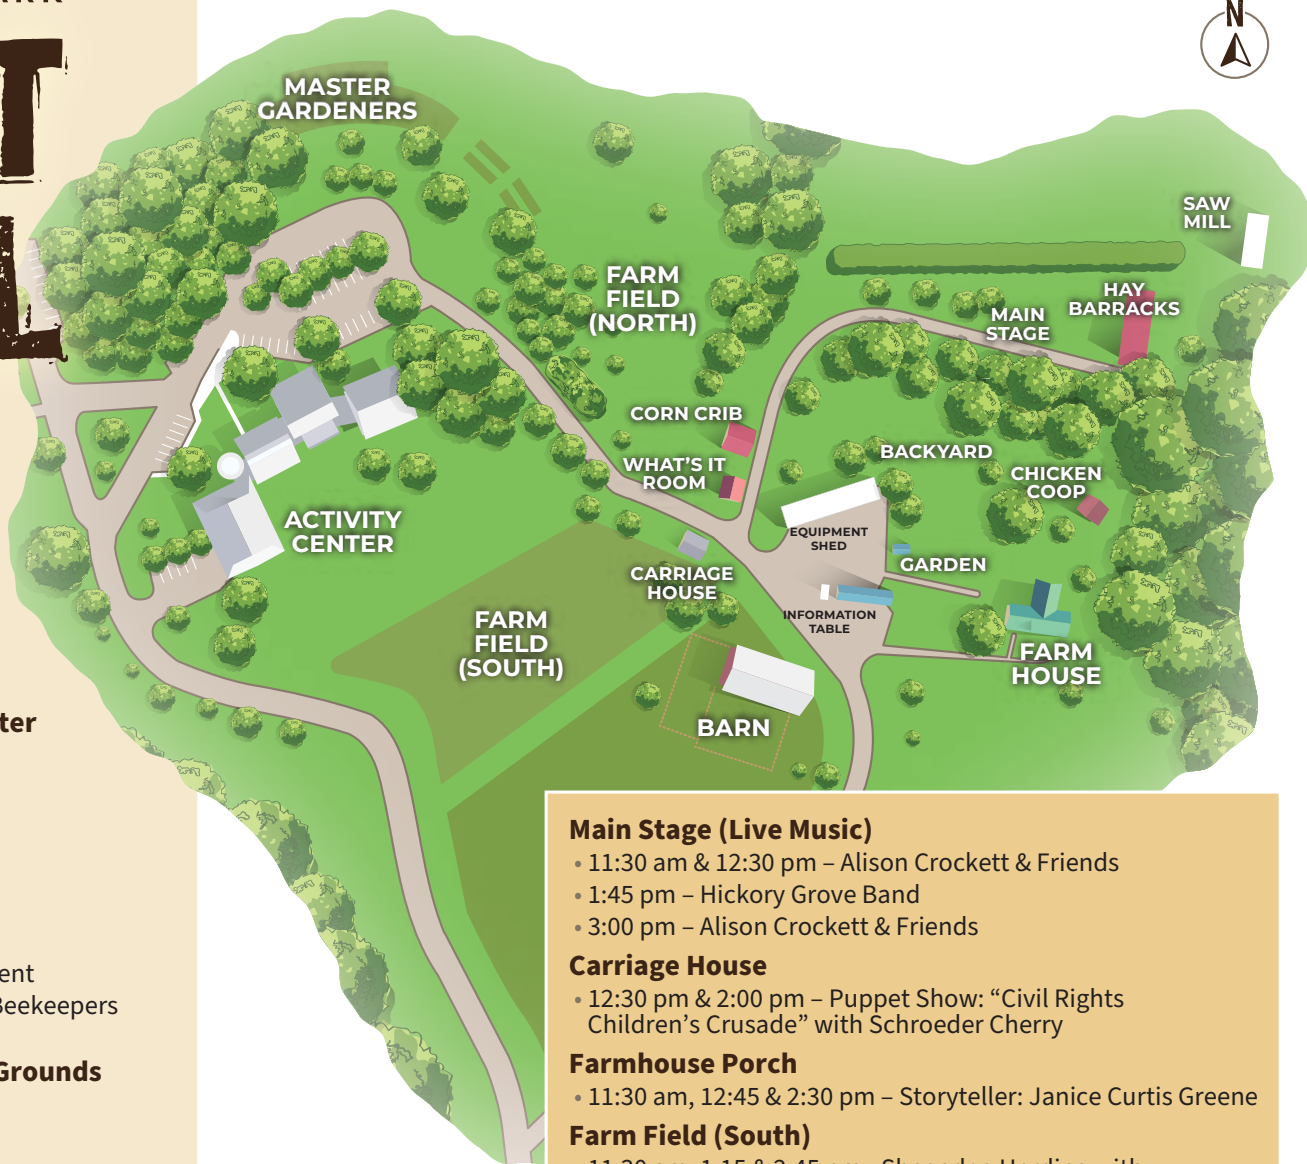 N
MASTER
GARDENERS
SAW
MILL
FARM
FIELD
(NORTH)
HAY
BARRACKS
MAIN
STAGE
CORN CRIB
WHAT'S IT
ROOM
BACKYARD
CHICKEN
COOP
ACTIVITY
CENTER
EQUIPMENT
SHED
GARDEN
CARRIAGE
HOUSE
INFORMATION
TABLE
FARM
FIELD
(SOUTH)
FARM
HOUSE
BARN
ter
ent
Beekeepers
Grounds
Main Stage (Live Music)
• 11:30 am & 12:30 pm – Alison Crockett & Friends
• 1:45 pm – Hickory Grove Band
• 3:00 pm – Alison Crockett & Friends
Carriage House
• 12:30 pm & 2:00 pm – Puppet Show: “Civil Rights
Children’s Crusade” with Schroeder Cherry
Farmhouse Porch
• 11:30 am, 12:45 & 2:30 pm – Storyteller: Janice Curtis Greene
Farm Field (South)